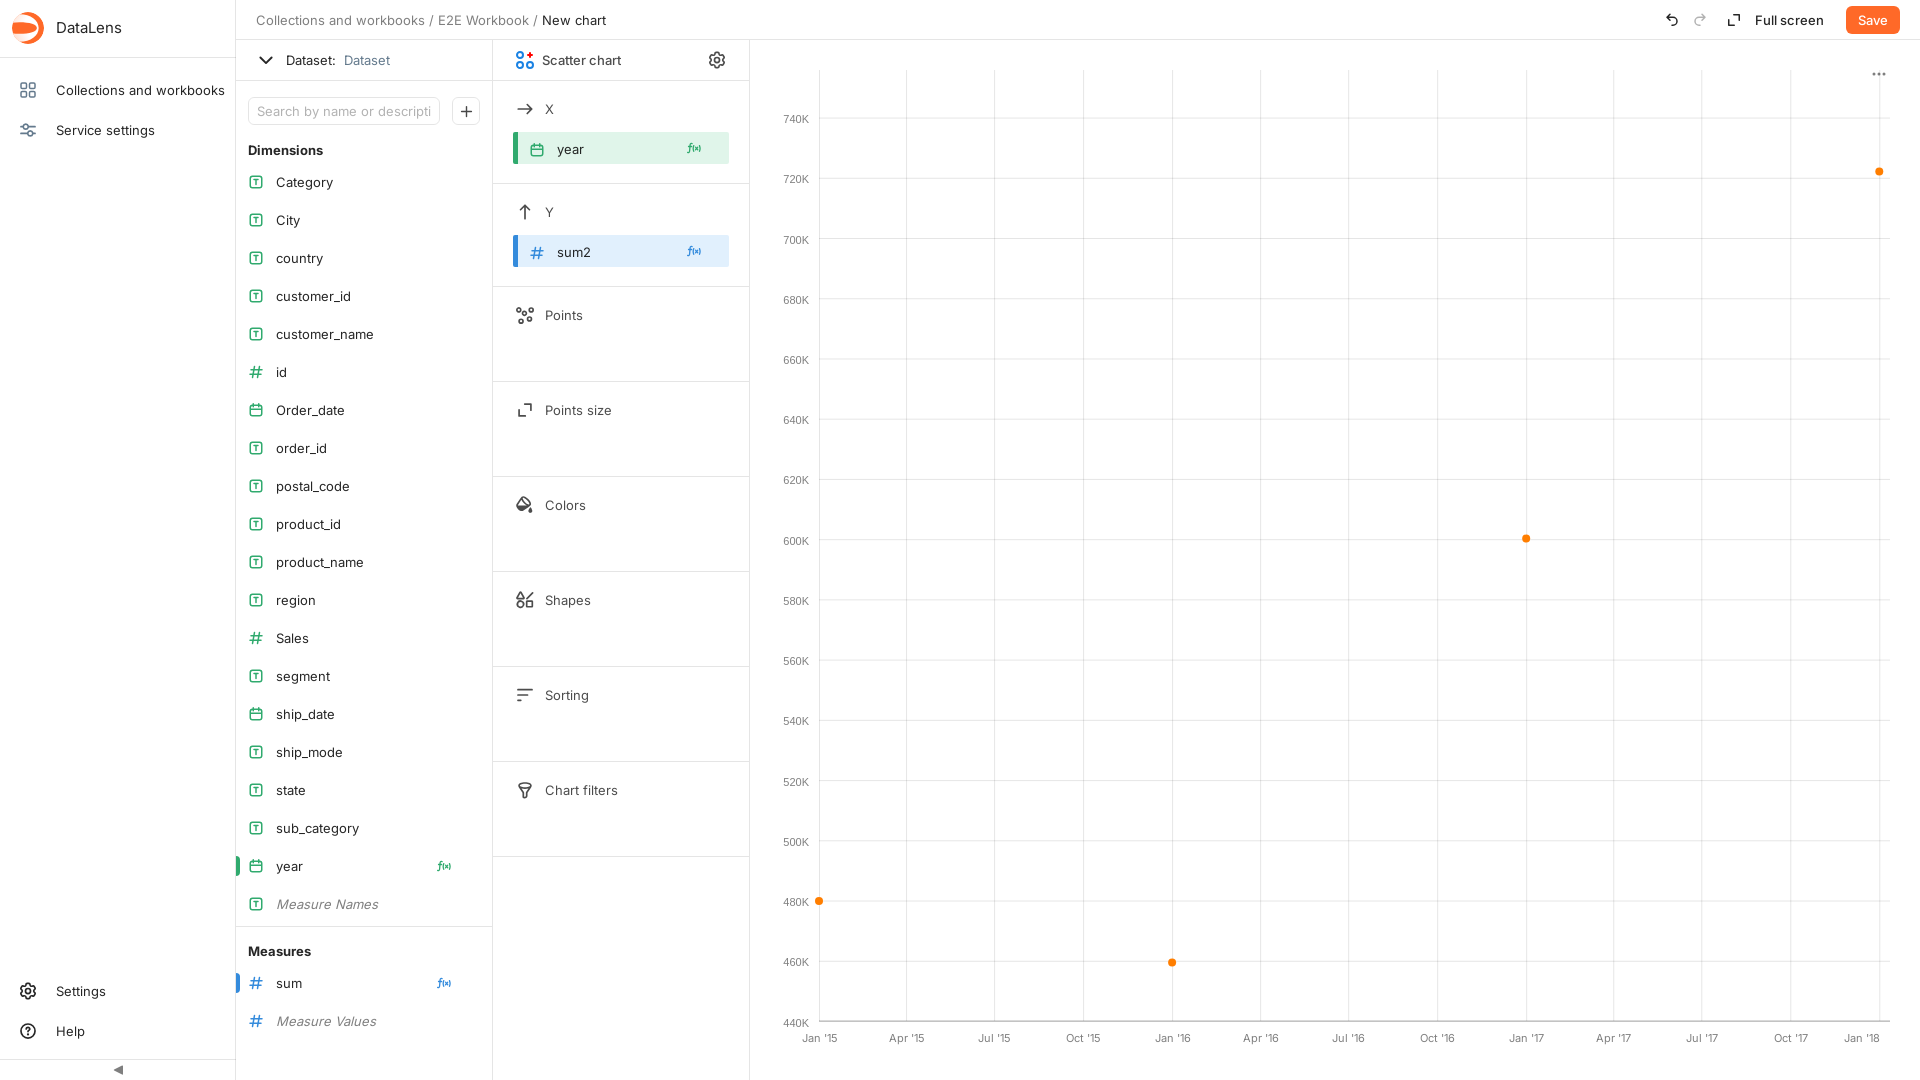 DataLens
Collections and workbooks
Service settings
Settings
Help
Collections and workbooks / E2E Workbook / New chart
Full screen
Save
Dataset: Dataset
Search by name or descripti
Dimensions
Category
City
country
customer_id
customer_name
id
Order_date
order_id
postal_code
product_id
product_name
region
Sales
segment
ship_date
ship_mode
state
sub_category
year f(x)
Measure Names
Measures
sum f(x)
Measure Values
Scatter chart
X
year f(x)
Y
sum2 f(x)
Points
Points size
Colors
Shapes
Sorting
Chart filters
740K
720K
700K
680K
660K
640K
620K
600K
580K
560K
540K
520K
500K
480K
460K
440K
Jan '15 Apr '15 Jul '15 Oct '15 Jan '16 Apr '16 Jul '16 Oct '16 Jan '17 Apr '17 Jul '17 Oct '17 Jan '18